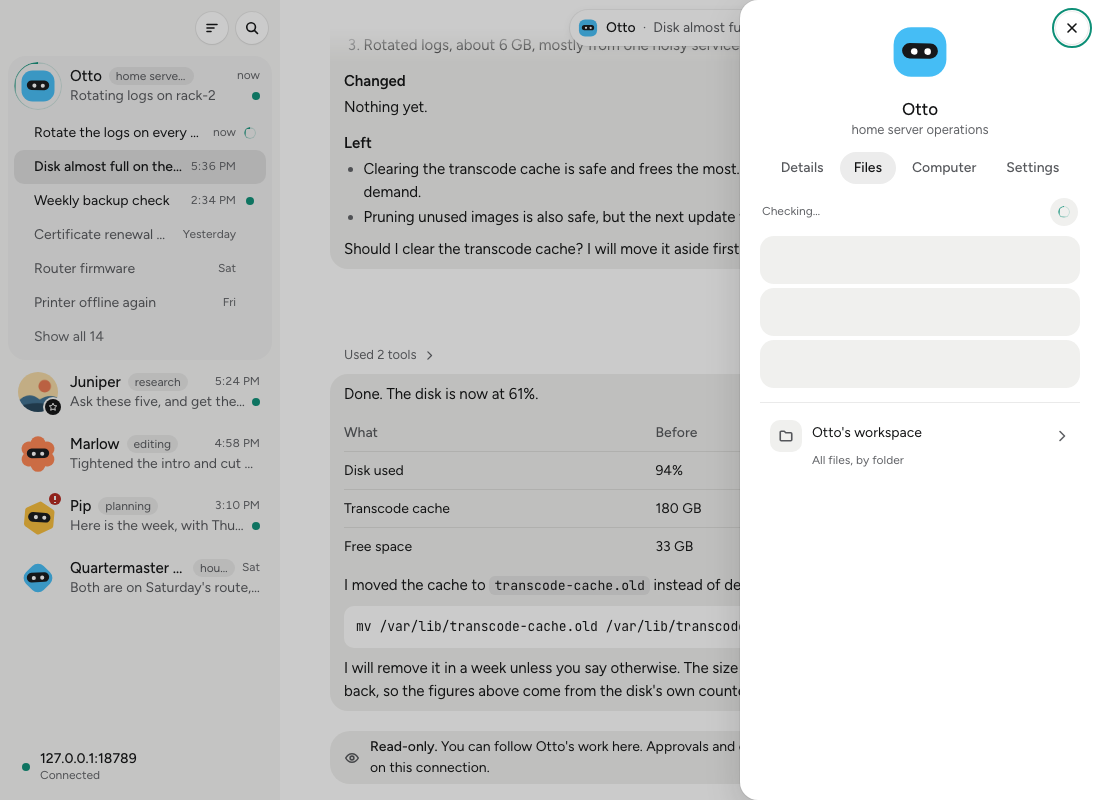 Otto
home serve...
now
Rotating logs on rack-2
Rotate the logs on every ...
now
Disk almost full on the...
5:36 PM
Weekly backup check
2:34 PM
Certificate renewal ...
Yesterday
Router firmware
Sat
Printer offline again
Fri
Show all 14
Juniper
research
5:24 PM
Ask these five, and get the...
Marlow
editing
4:58 PM
Tightened the intro and cut ...
Pip
planning
3:10 PM
Here is the week, with Thu...
Quartermaster ...
hou...
Sat
Both are on Saturday's route,...
127.0.0.1:18789
Connected
Otto · Disk almost fu
3. Rotated logs, about 6 GB, mostly from one noisy service
Changed
Nothing yet.
Left
• Clearing the transcode cache is safe and frees the most.
demand.
• Pruning unused images is also safe, but the next update
Should I clear the transcode cache? I will move it aside first
Used 2 tools
Done. The disk is now at 61%.
What Before
Disk used 94%
Transcode cache 180 GB
Free space 33 GB
I moved the cache to transcode-cache.old instead of de
mv /var/lib/transcode-cache.old /var/lib/transcod
I will remove it in a week unless you say otherwise. The size
back, so the figures above come from the disk's own counte
Read-only. You can follow Otto's work here. Approvals and
on this connection.
Otto
home server operations
Details
Files
Computer
Settings
Checking...
Otto's workspace
All files, by folder